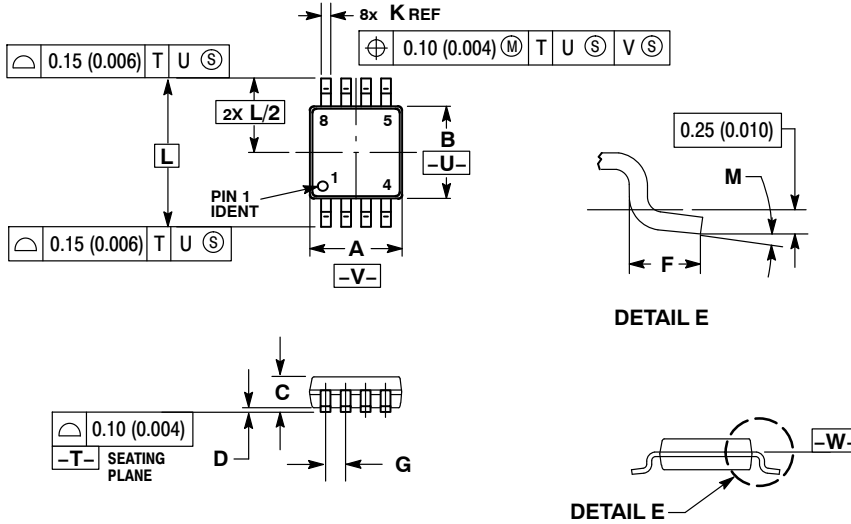 8x K REF
⌖ 0.10 (0.004) Ⓜ T U Ⓢ V Ⓢ
⌓ 0.15 (0.006) T U Ⓢ
2X L/2
8 5
L
B
-U-
1
4
PIN 1
IDENT
⌓ 0.15 (0.006) T U Ⓢ
A
-V-
0.25 (0.010)
M
F
DETAIL E
C
⌓ 0.10 (0.004)
-T- SEATING
PLANE
D
G
-W-
DETAIL E